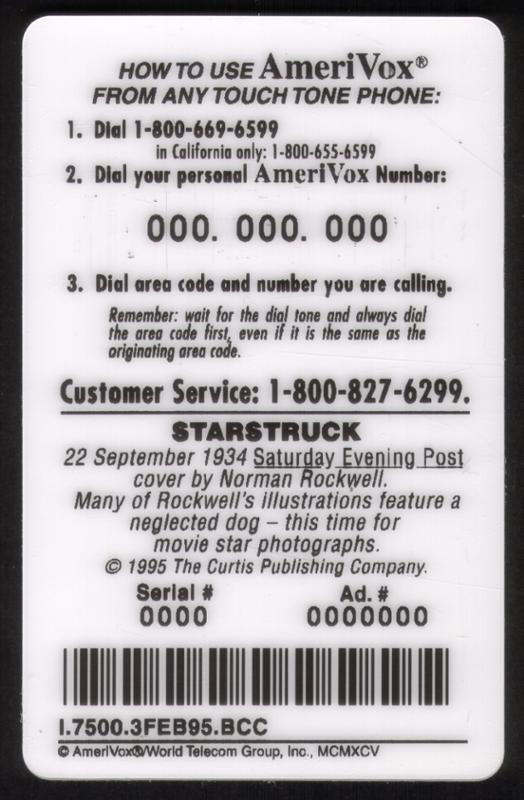 HOW TO USE AmeriVox®
FROM ANY TOUCH TONE PHONE:
1. Dial 1-800-669-6599
in California only: 1-800-655-6599
2. Dial your personal AmeriVox Number:
000. 000. 000
3. Dial area code and number you are calling.
Remember: wait for the dial tone and always dial
the area code first, even if it is the same as the
originating area code.
Customer Service: 1-800-827-6299.
STARSTRUCK
22 September 1934 Saturday Evening Post
cover by Norman Rockwell.
Many of Rockwell's illustrations feature a
neglected dog – this time for
movie star photographs.
© 1995 The Curtis Publishing Company.
Serial # Ad. #
0000 0000000
I.7500.3FEB95.BCC
© AmeriVox®/World Telecom Group, Inc., MCMXCV